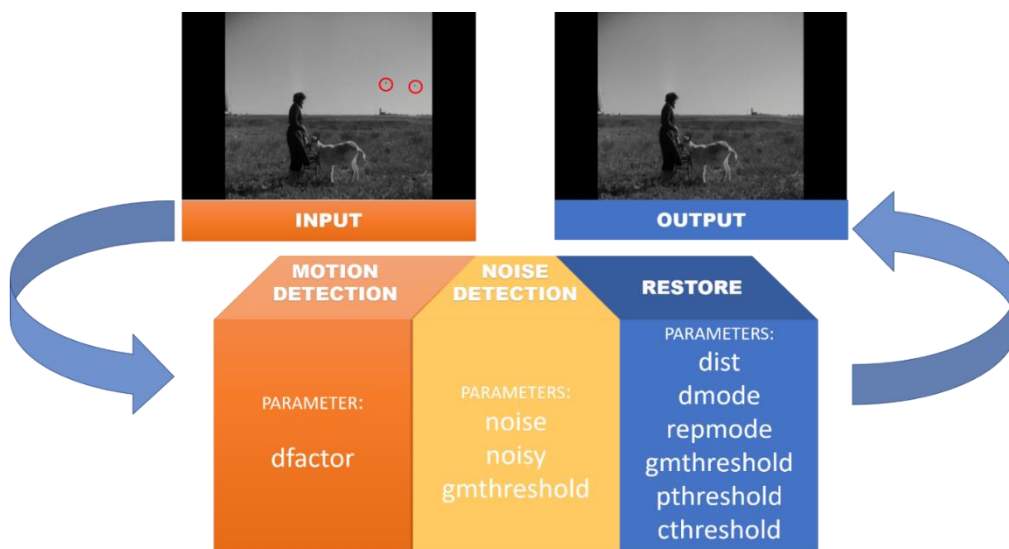 INPUT
OUTPUT
MOTION
DETECTION
NOISE
DETECTION
RESTORE
PARAMETER:
dfactor
PARAMETERS:
noise
noisy
gmthreshold
PARAMETERS:
dist
dmode
repmode
gmthreshold
pthreshold
cthreshold